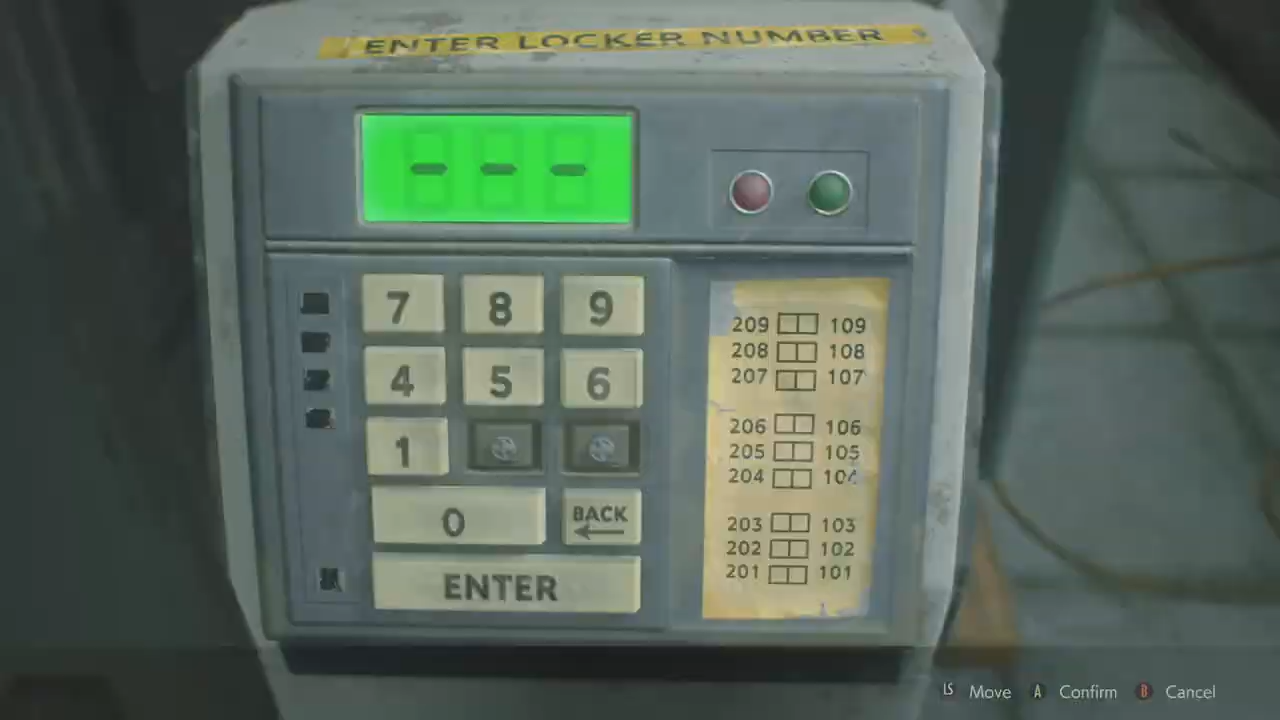 ENTER LOCKER NUMBER
7 8 9
4 5 6
1
0 BACK
ENTER
209 109
208 108
207 107
206 106
205 105
204 104
203 103
202 102
201 101
LS Move A Confirm B Cancel